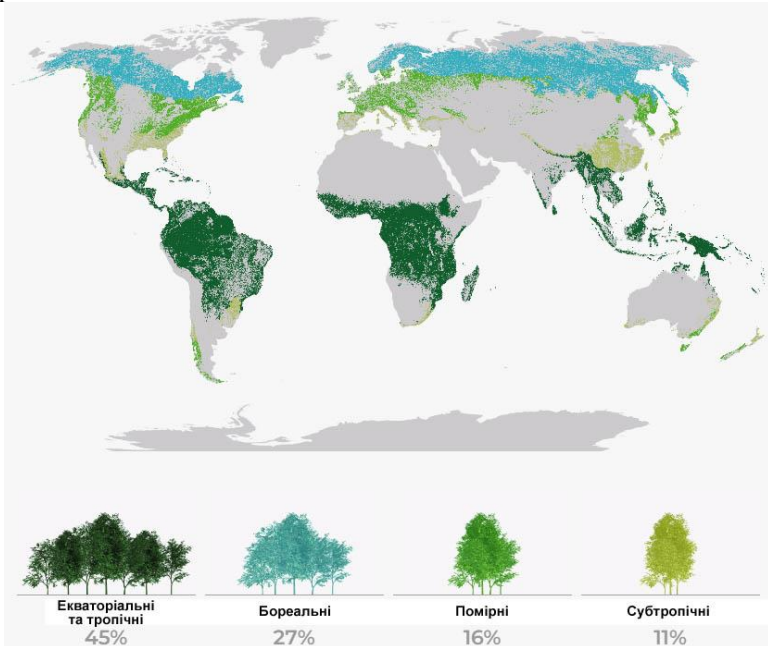 Екваторіальні
та тропічні
45%
Бореальні
27%
Помірні
16%
Субтропічні
11%